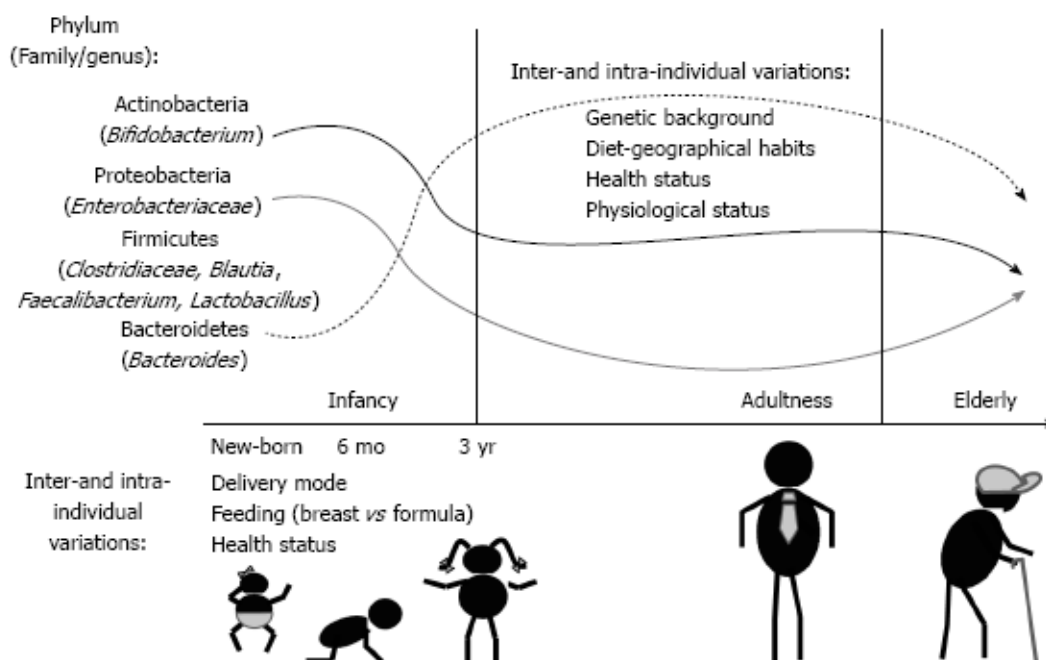 Phylum
(Family/genus):
Actinobacteria
(Bifidobacterium)
Proteobacteria
(Enterobacteriaceae)
Firmicutes
(Clostridiaceae, Blautia,
Faecalibacterium, Lactobacillus)
Bacteroidetes
(Bacteroides)
Inter-and intra-individual variations:
Genetic background
Diet-geographical habits
Health status
Physiological status
Infancy
Adultness
Elderly
New-born
6 mo
3 yr
Inter-and intra-
individual
variations:
Delivery mode
Feeding (breast vs formula)
Health status